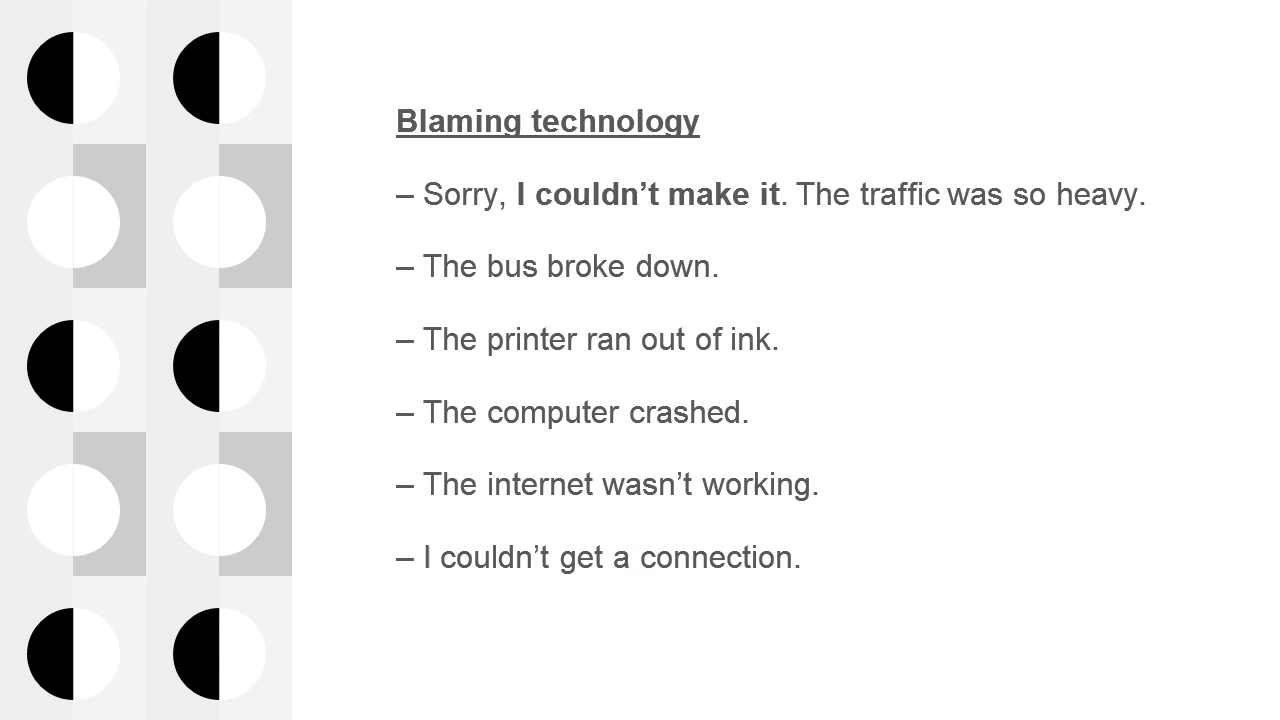 Blaming technology
– Sorry, I couldn’t make it. The traffic was so heavy.
– The bus broke down.
– The printer ran out of ink.
– The computer crashed.
– The internet wasn’t working.
– I couldn’t get a connection.